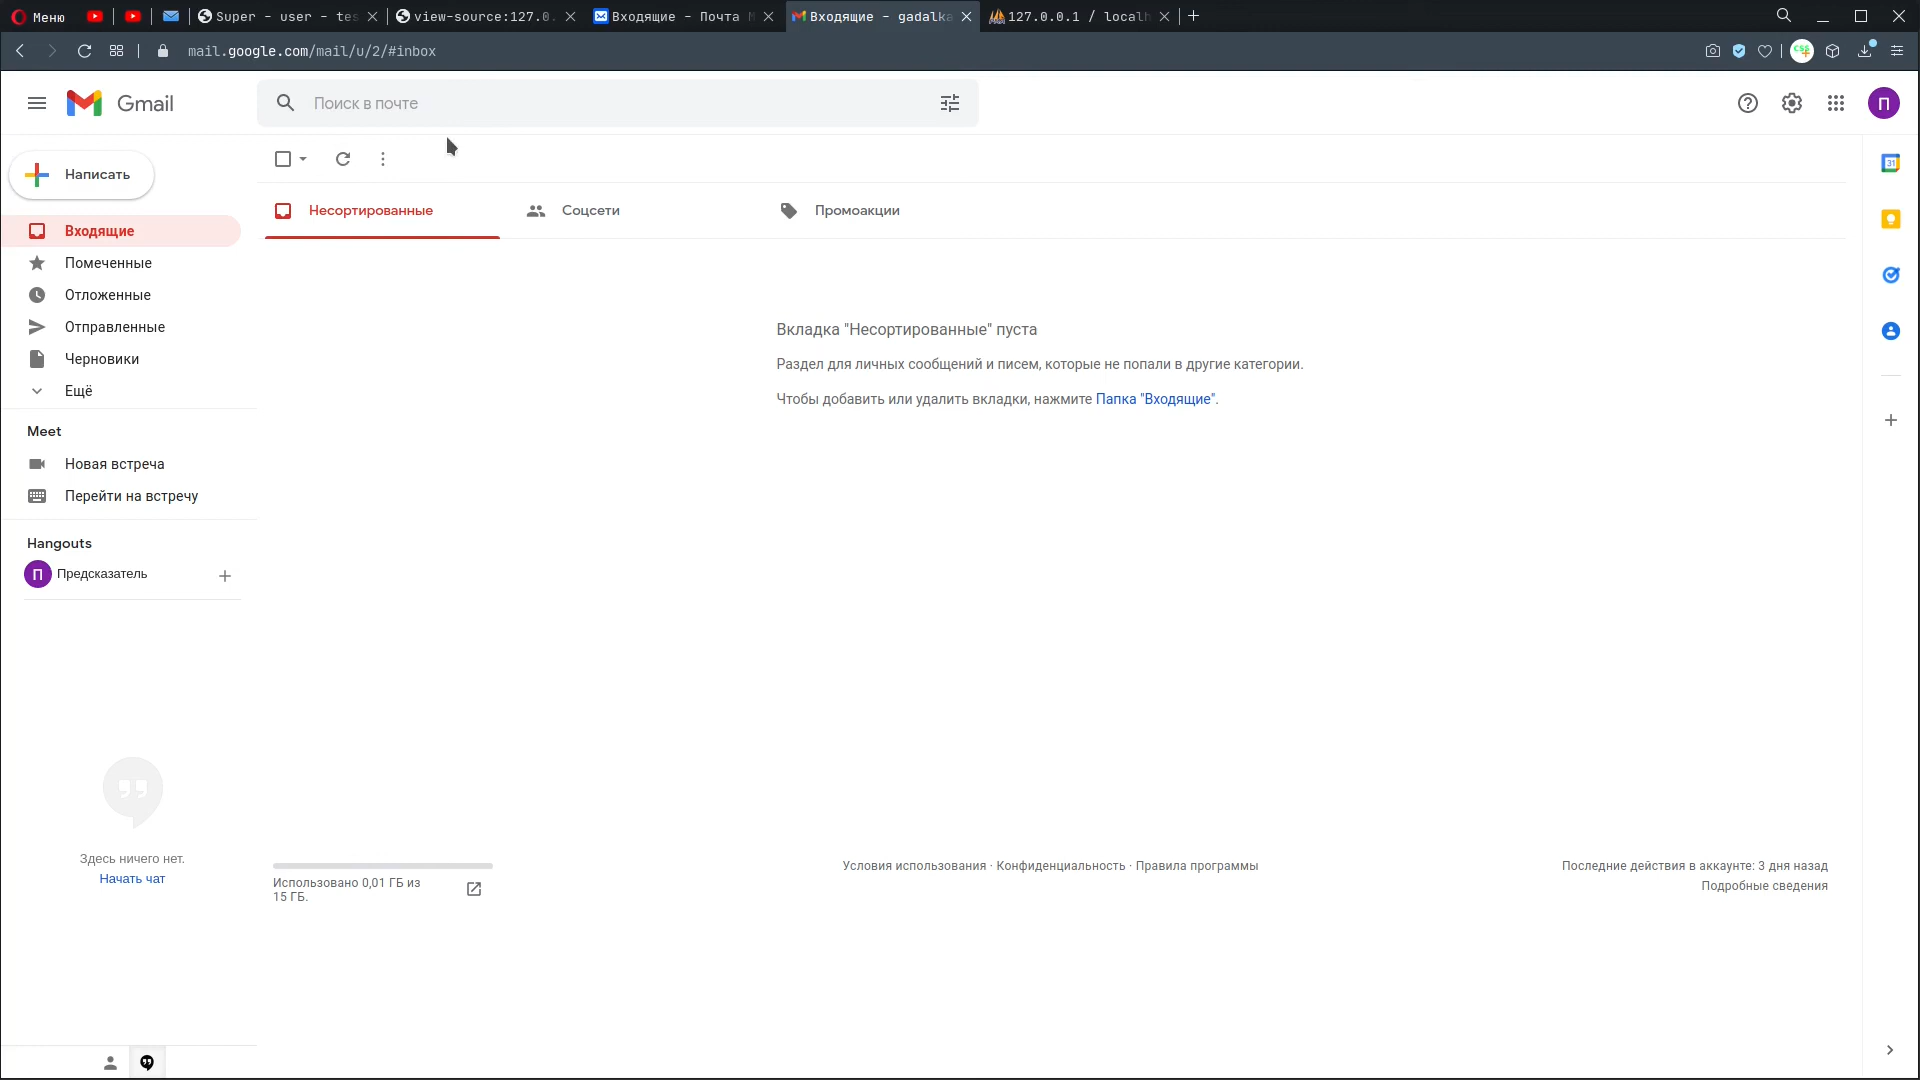 Меню
Super - user - tes
view-source:127.0.
Входящие - Почта
Входящие - gadalka
127.0.0.1 / localh
mail.google.com/mail/u/2/#inbox
Gmail
Поиск в почте
П
Написать
Несортированные
Соцсети
Промоакции
Входящие
Помеченные
Отложенные
Отправленные
Черновики
Ещё
Вкладка "Несортированные" пуста
Раздел для личных сообщений и писем, которые не попали в другие категории.
Чтобы добавить или удалить вкладки, нажмите Папка "Входящие".
Meet
Новая встреча
Перейти на встречу
Hangouts
П Предсказатель
Здесь ничего нет.
Начать чат
Использовано 0,01 ГБ из
15 ГБ.
Условия использования · Конфиденциальность · Правила программы
Последние действия в аккаунте: 3 дня назад
Подробные сведения